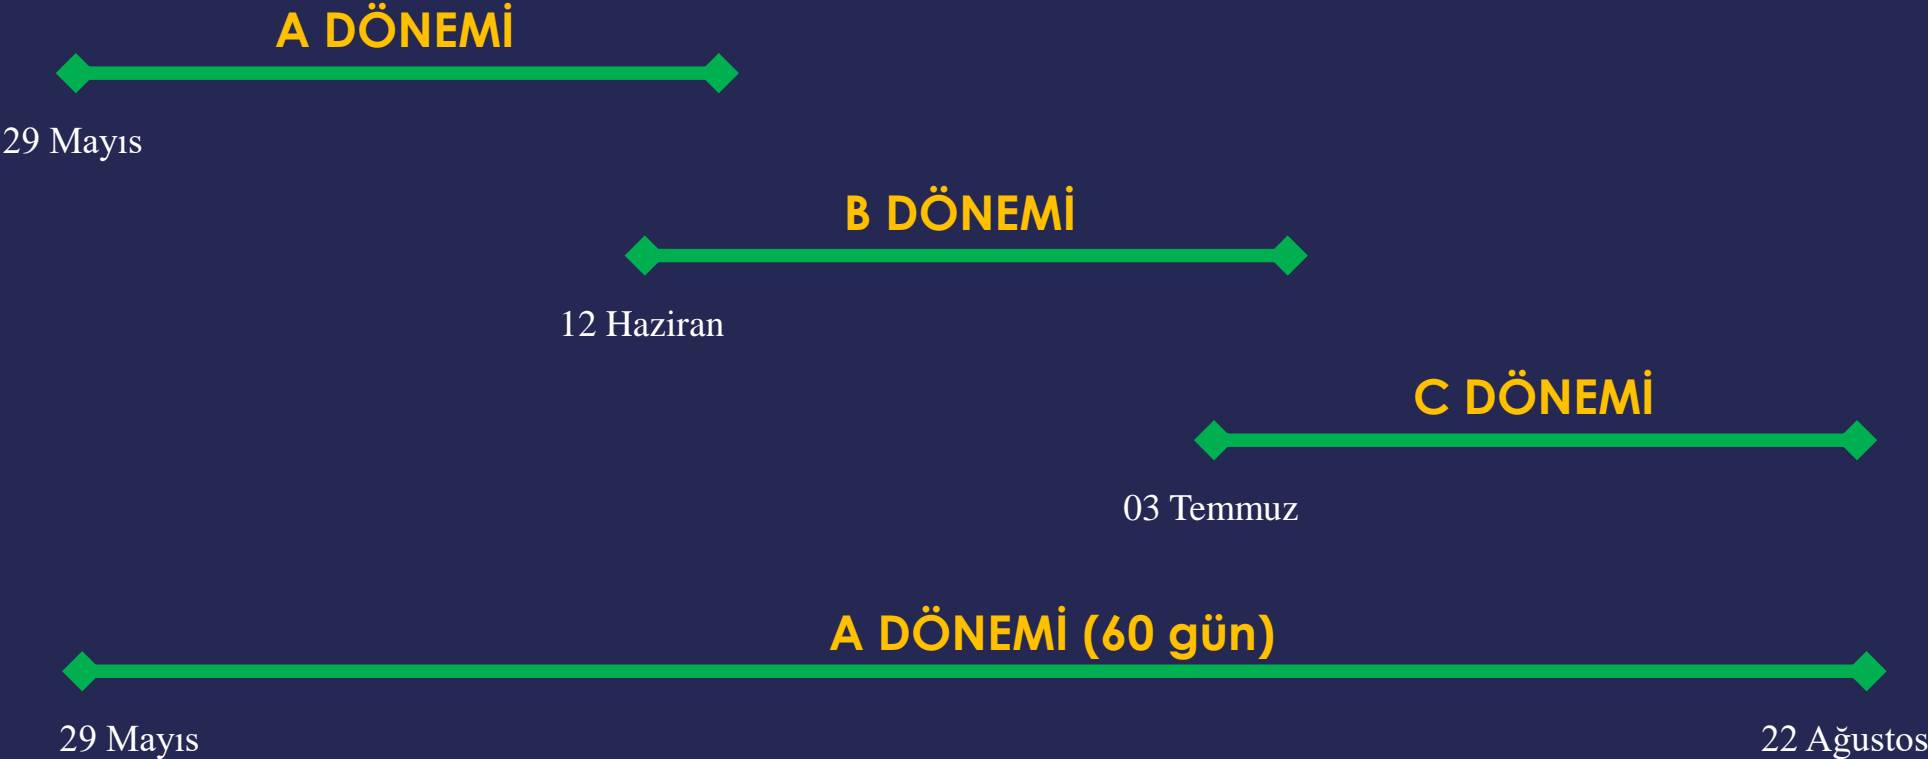 A DÖNEMİ
29 Mayıs
B DÖNEMİ
12 Haziran
C DÖNEMİ
03 Temmuz
A DÖNEMİ (60 gün)
29 Mayıs
22 Ağustos